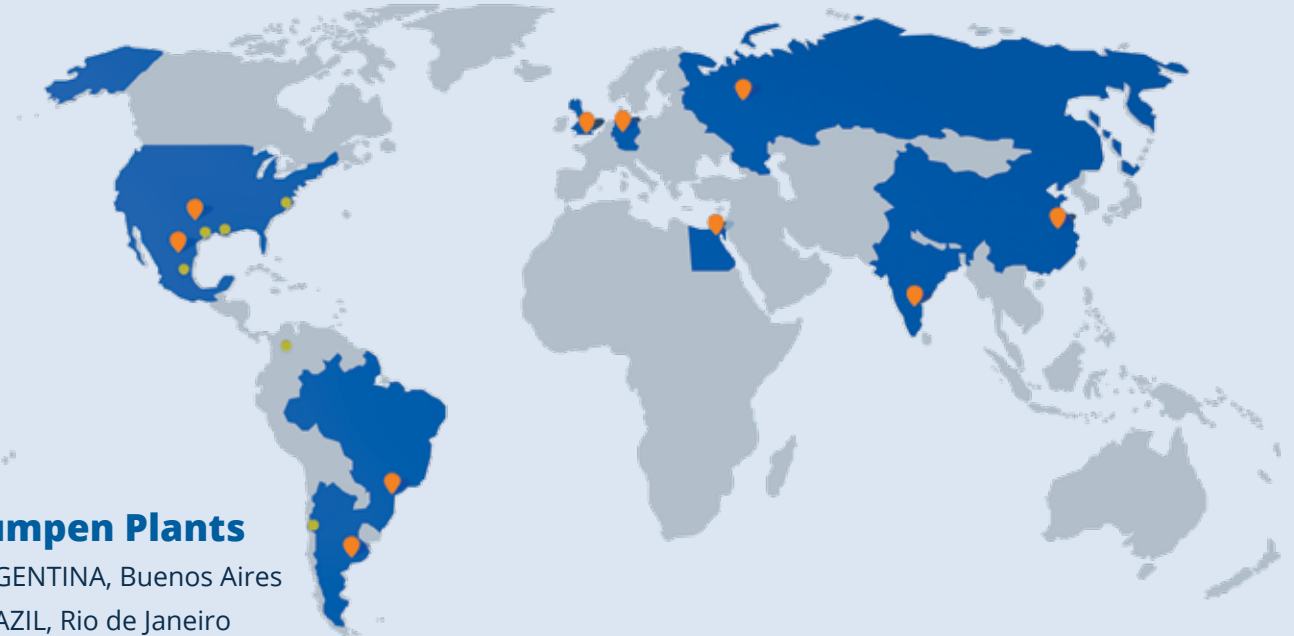 umpen Plants
GENTINA, Buenos Aires
AZIL, Rio de Janeiro